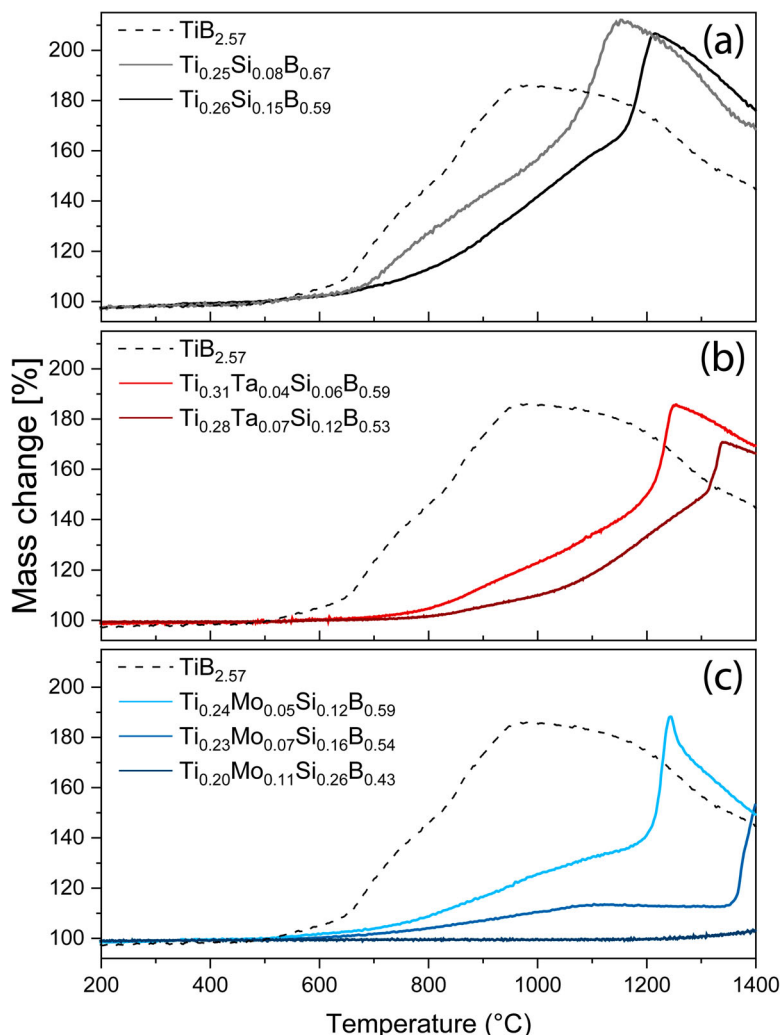 (a)
TiB₂.₅₇
Ti₀.₂₅Si₀.₀₈B₀.₆₇
Ti₀.₂₆Si₀.₁₅B₀.₅₉
200
180
160
140
120
100
(b)
TiB₂.₅₇
Ti₀.₃₁Ta₀.₀₄Si₀.₀₆B₀.₅₉
Ti₀.₂₈Ta₀.₀₇Si₀.₁₂B₀.₅₃
200
180
160
140
120
100
Mass change [%]
(c)
TiB₂.₅₇
Ti₀.₂₄Mo₀.₀₅Si₀.₁₂B₀.₅₉
Ti₀.₂₃Mo₀.₀₇Si₀.₁₆B₀.₅₄
Ti₀.₂₀Mo₀.₁₁Si₀.₂₆B₀.₄₃
200
180
160
140
120
100
200 400 600 800 1000 1200 1400
Temperature (°C)